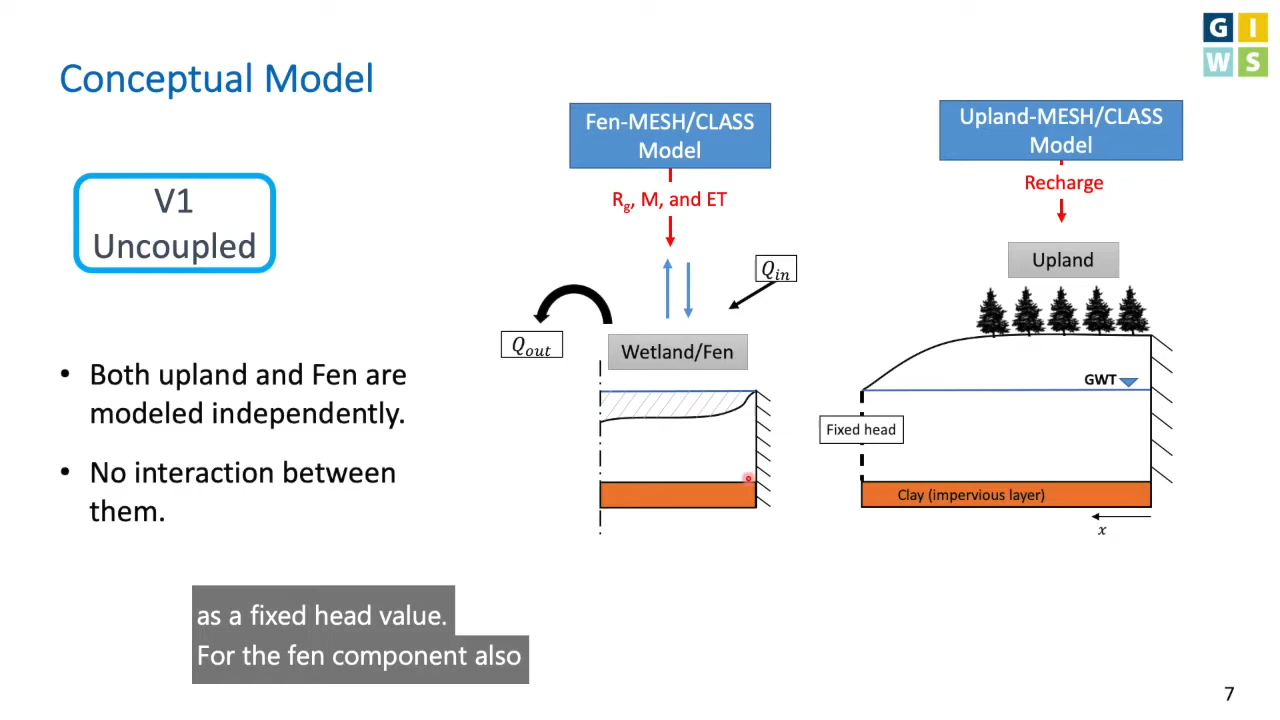 G I
W S
Conceptual Model
V1
Uncoupled
• Both upland and Fen are
modeled independently.
• No interaction between
them.
Fen-MESH/CLASS
Model
Rg, M, and ET
Qin
Qout
Wetland/Fen
Upland-MESH/CLASS
Model
Recharge
Upland
GWT
Fixed head
Clay (impervious layer)
x
as a fixed head value.
For the fen component also
7